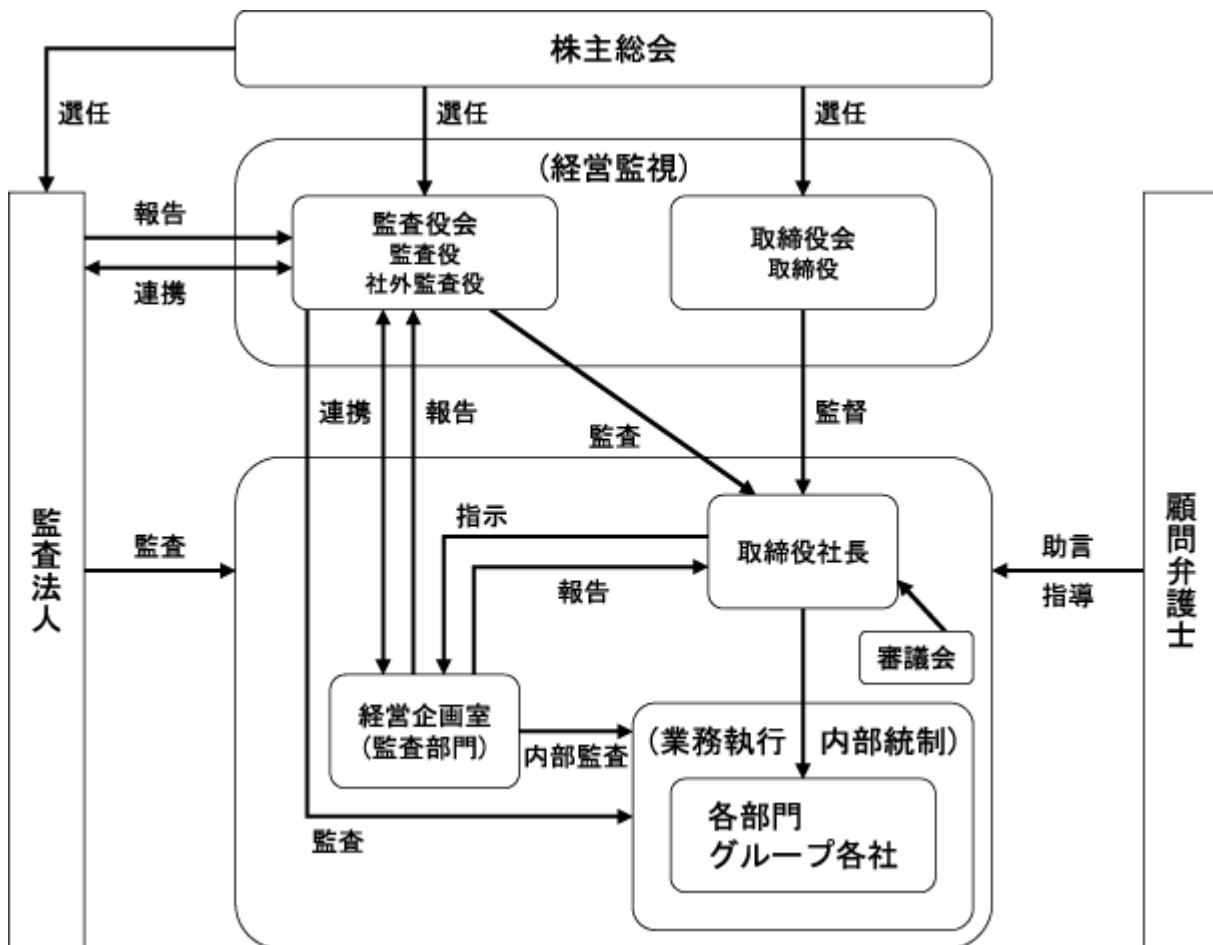 株主総会
選任
選任
選任
(経営監視)
報告
連携
監査役会
監査役
社外監査役
取締役会
取締役
連携
報告
監査
監督
監査法人
監査
指示
報告
取締役社長
助言
指導
顧問弁護士
審議会
経営企画室
(監査部門)
内部監査
(業務執行 内部統制)
監査
各部門
グループ各社